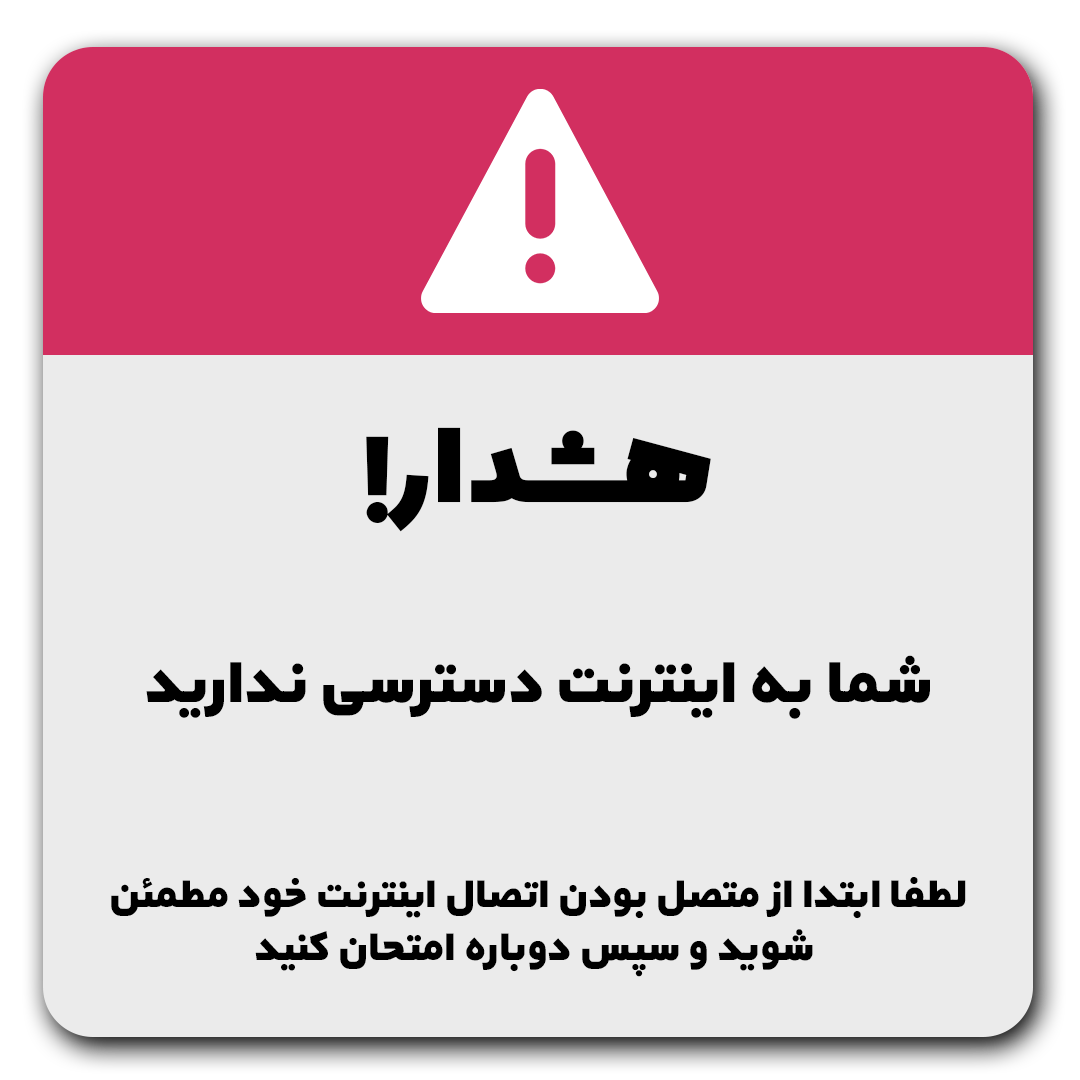 هشدار!
شما به اینترنت دسترسی ندارید
لطفا ابتدا از متصل بودن اتصال اینترنت خود مطمئن
شوید و سپس دوباره امتحان کنید